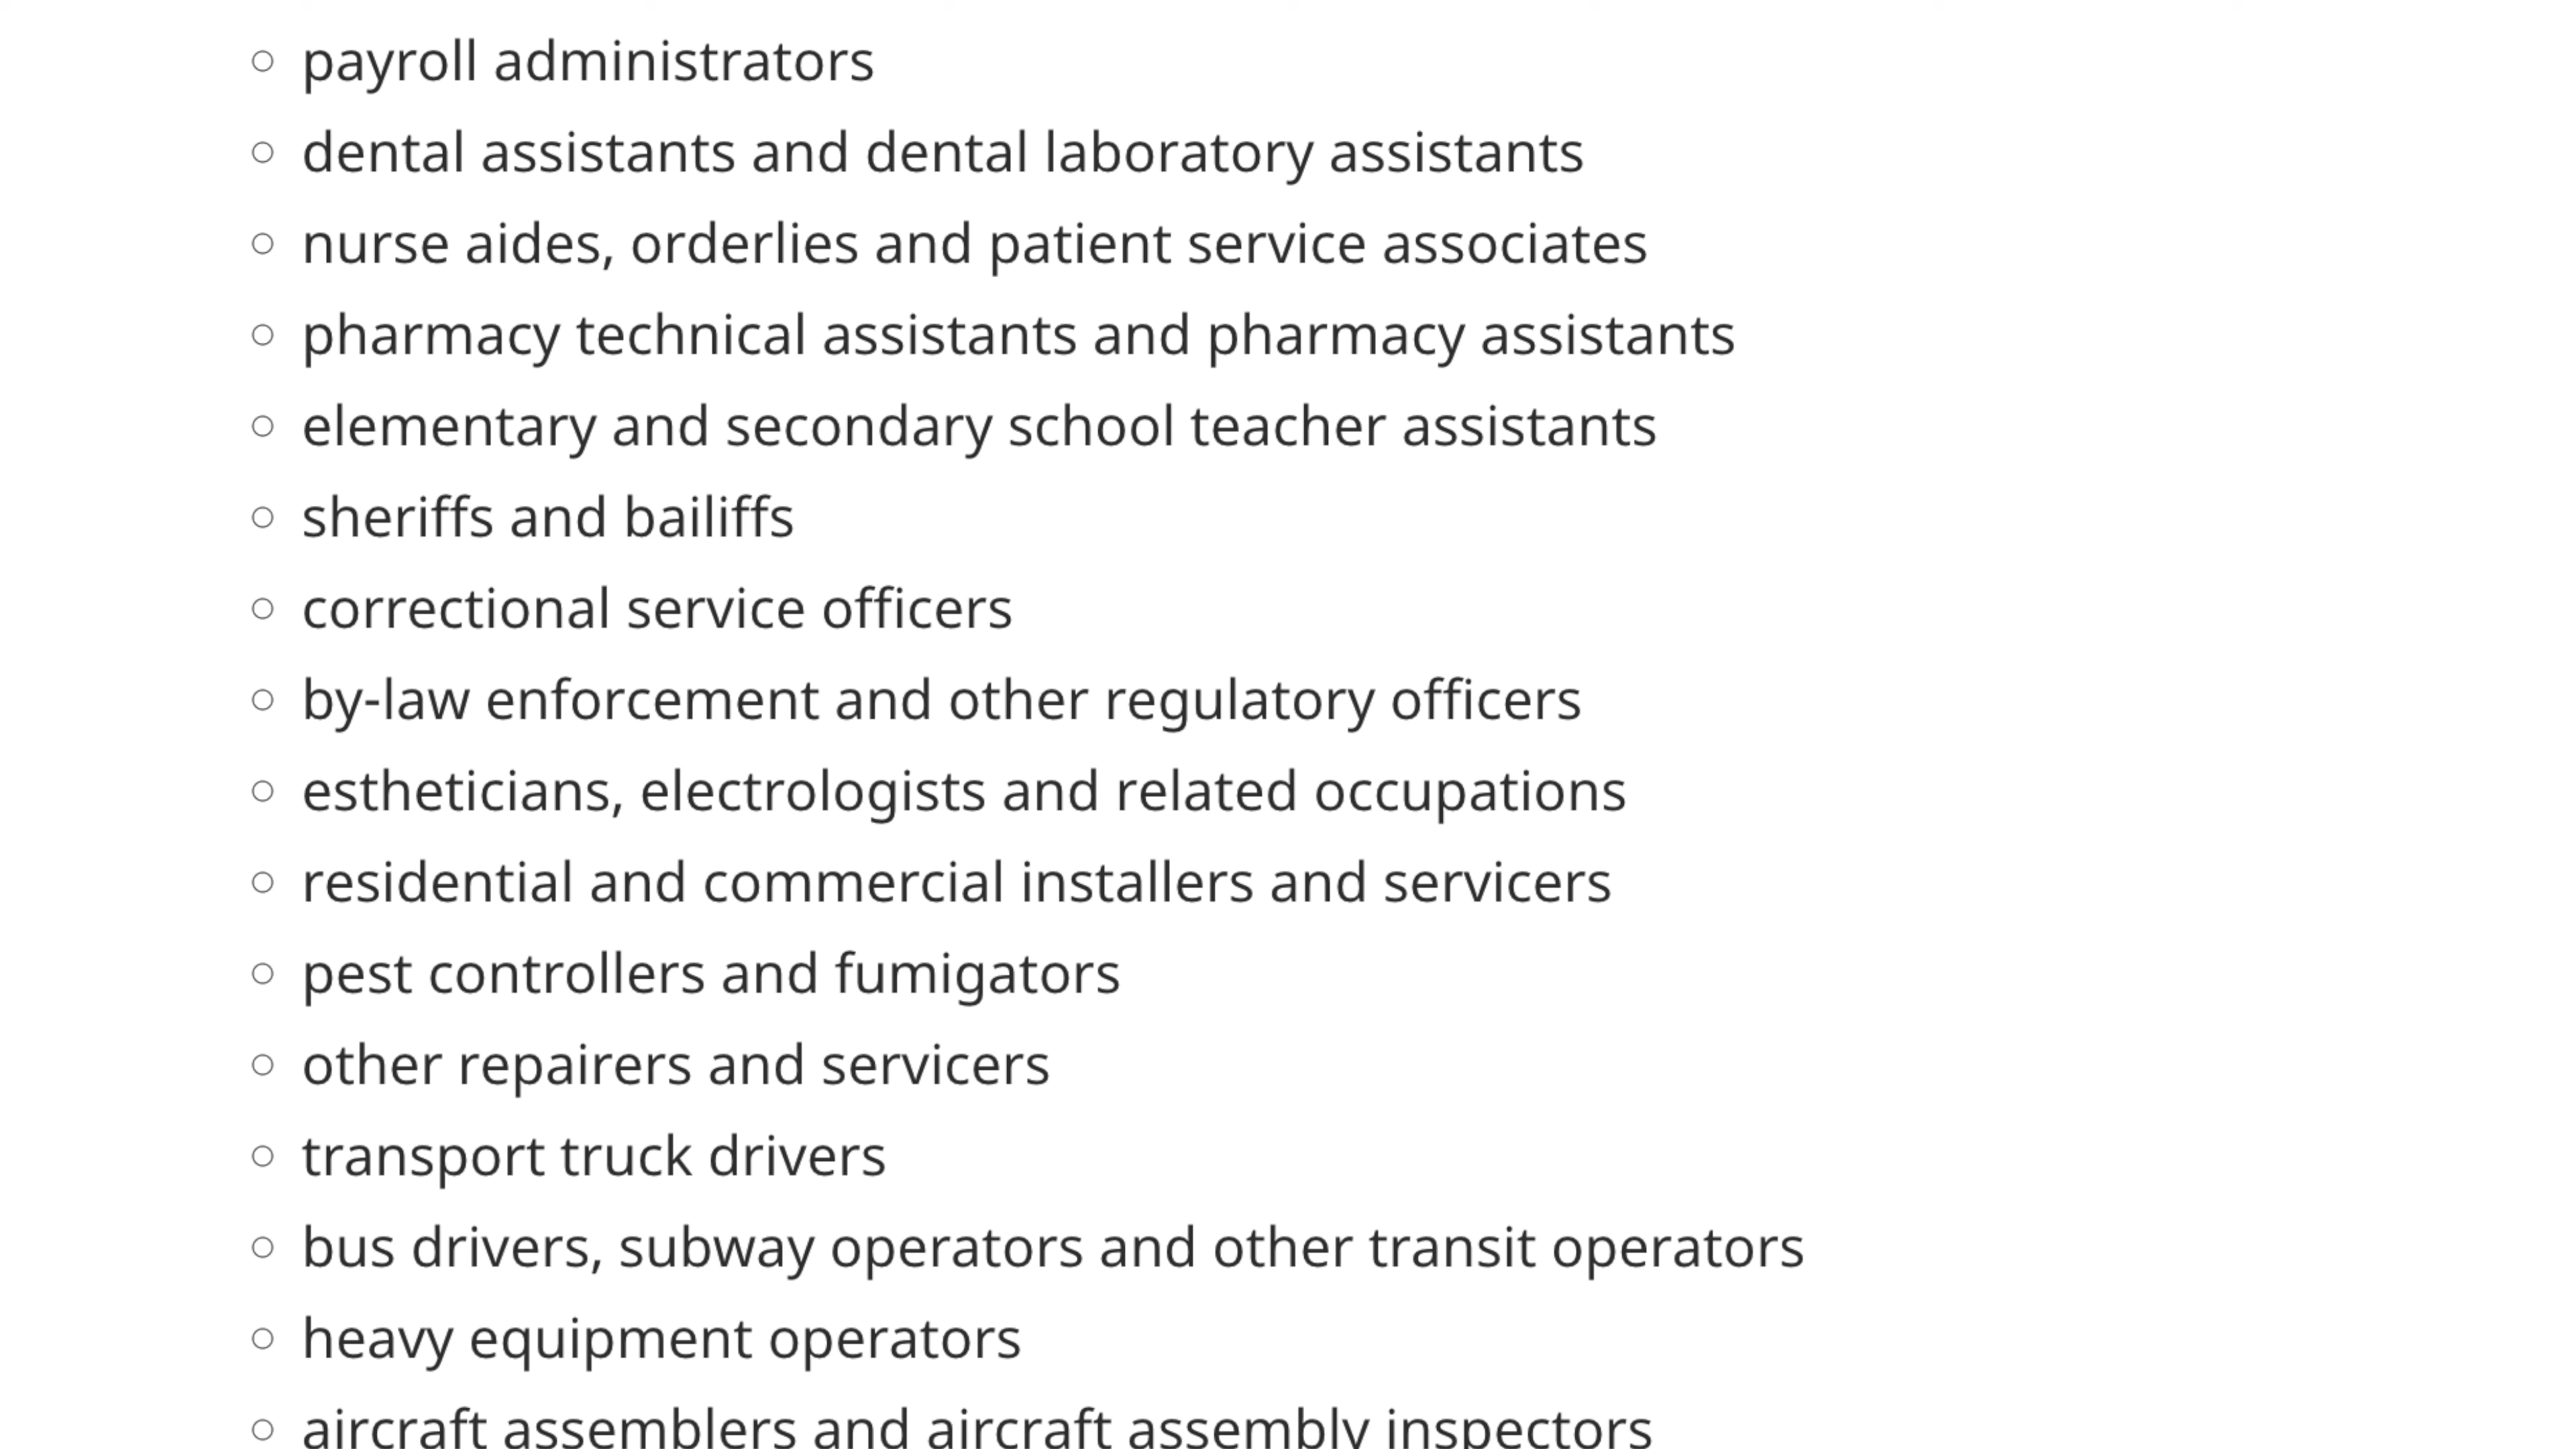 payroll administrators
dental assistants and dental laboratory assistants
nurse aides, orderlies and patient service associates
pharmacy technical assistants and pharmacy assistants
elementary and secondary school teacher assistants
sheriffs and bailiffs
correctional service officers
by-law enforcement and other regulatory officers
estheticians, electrologists and related occupations
residential and commercial installers and servicers
pest controllers and fumigators
other repairers and servicers
transport truck drivers
bus drivers, subway operators and other transit operators
heavy equipment operators
aircraft assemblers and aircraft assembly inspectors